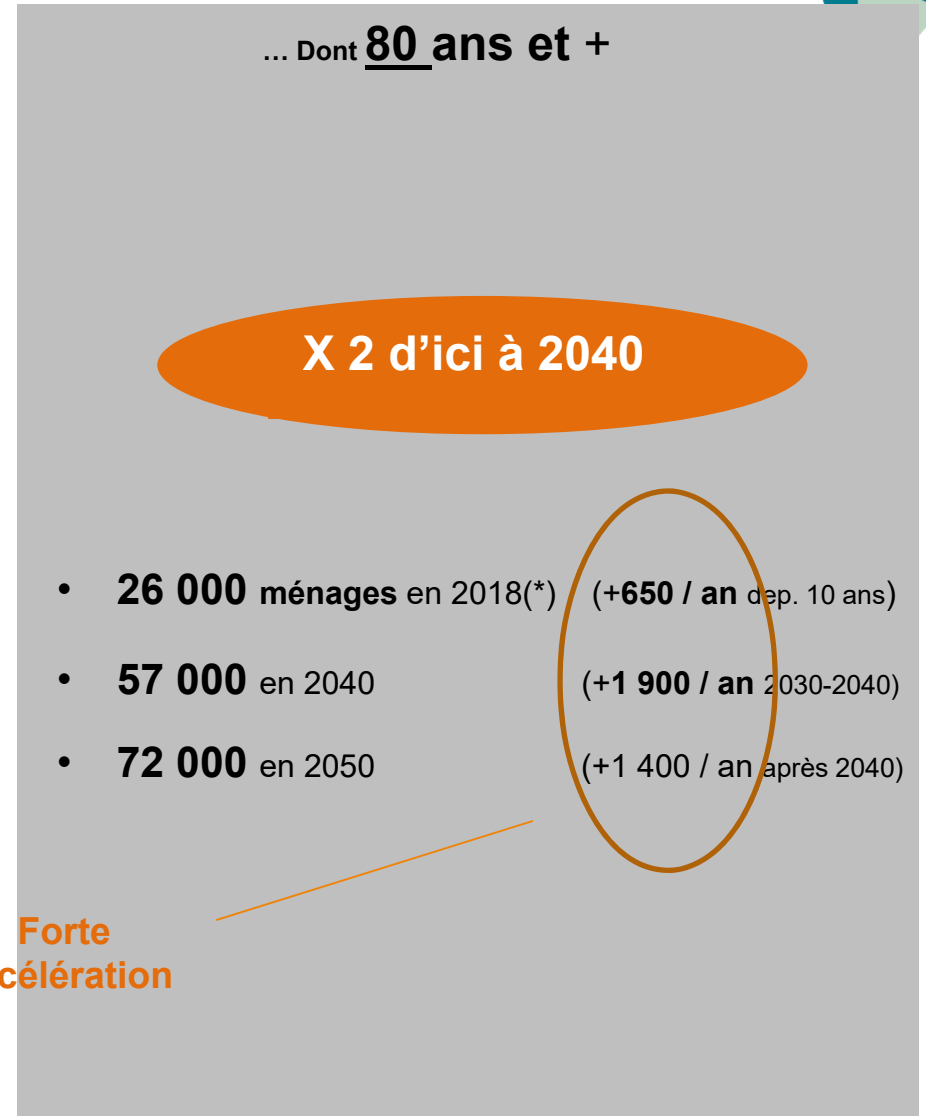 … Dont 80 ans et +
X 2 d’ici à 2040
• 26 000 ménages en 2018(*) (+650 / an dep. 10 ans)
• 57 000 en 2040 (+1 900 / an 2030-2040)
• 72 000 en 2050 (+1 400 / an après 2040)
Forte
célération